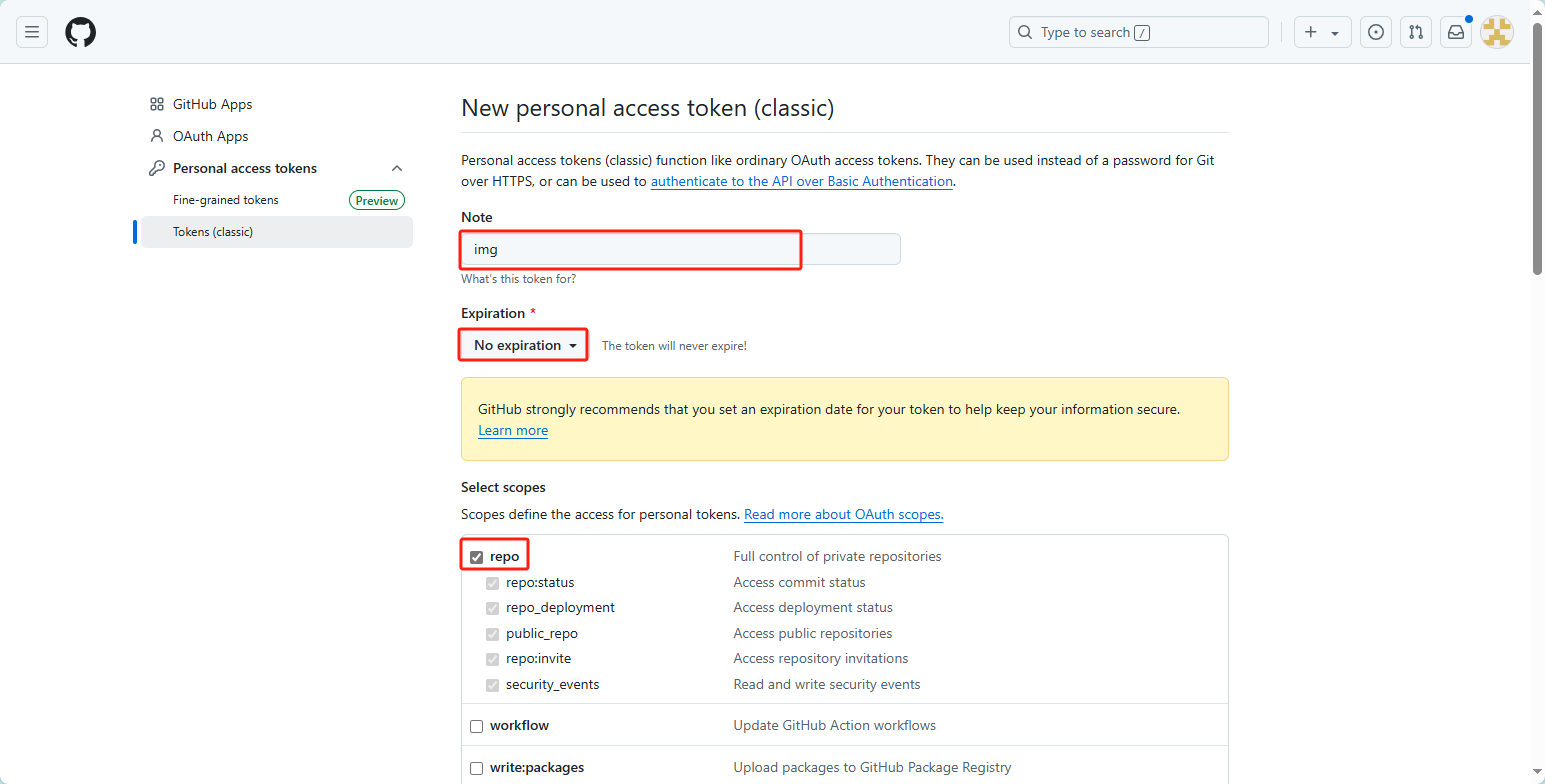 Type to search /
GitHub Apps
OAuth Apps
Personal access tokens
Fine-grained tokens Preview
Tokens (classic)
New personal access token (classic)
Personal access tokens (classic) function like ordinary OAuth access tokens. They can be used instead of a password for Git
over HTTPS, or can be used to authenticate to the API over Basic Authentication.
Note
img
What's this token for?
Expiration *
No expiration The token will never expire!
GitHub strongly recommends that you set an expiration date for your token to help keep your information secure.
Learn more
Select scopes
Scopes define the access for personal tokens. Read more about OAuth scopes.
repo Full control of private repositories
repo:status Access commit status
repo_deployment Access deployment status
public_repo Access public repositories
repo:invite Access repository invitations
security_events Read and write security events
workflow Update GitHub Action workflows
write:packages Upload packages to GitHub Package Registry